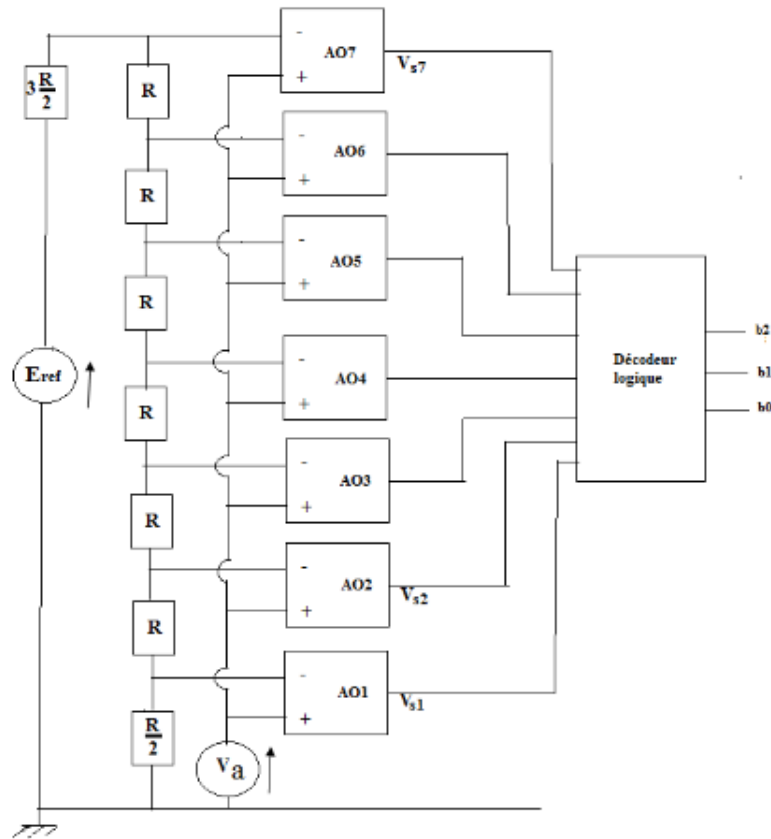 - AO7 Vs7
+
3R/2
R
- AO6
+
R
- AO5
+
R
Décodeur
logique
b2
b1
b0
- AO4
+
Eref
R
- AO3
+
R
- AO2 Vs2
+
R
- AO1 Vs1
+
R/2
Va